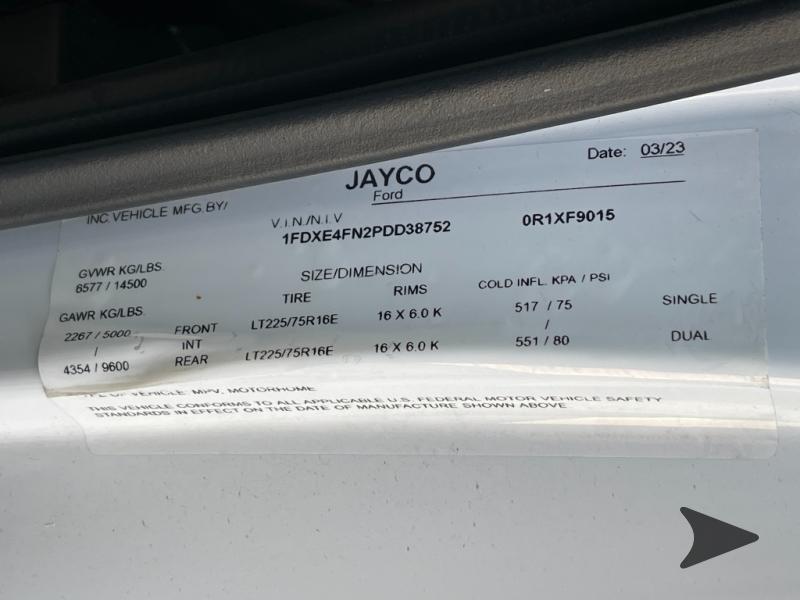 Date: 03/23
JAYCO
Ford
INC.VEHICLE MFG.BY/
V.I.N./N.I.V
1FDXE4FN2PDD38752 0R1XF9015
GVWR KG/LBS.
6577 / 14500
SIZE/DIMENSION
TIRE RIMS COLD INFL. KPA / PSI
GAWR KG/LBS.
2267 / 5000 FRONT LT225/75R16E 16 X 6.0 K 517 / 75 SINGLE
/ INT /
4354 / 9600 REAR LT225/75R16E 16 X 6.0 K 551 / 80 DUAL
VEHICLE: MPV, MOTORHOME
THIS VEHICLE CONFORMS TO ALL APPLICABLE U.S. FEDERAL MOTOR VEHICLE SAFETY
STANDARDS IN EFFECT ON THE DATE OF MANUFACTURE SHOWN ABOVE